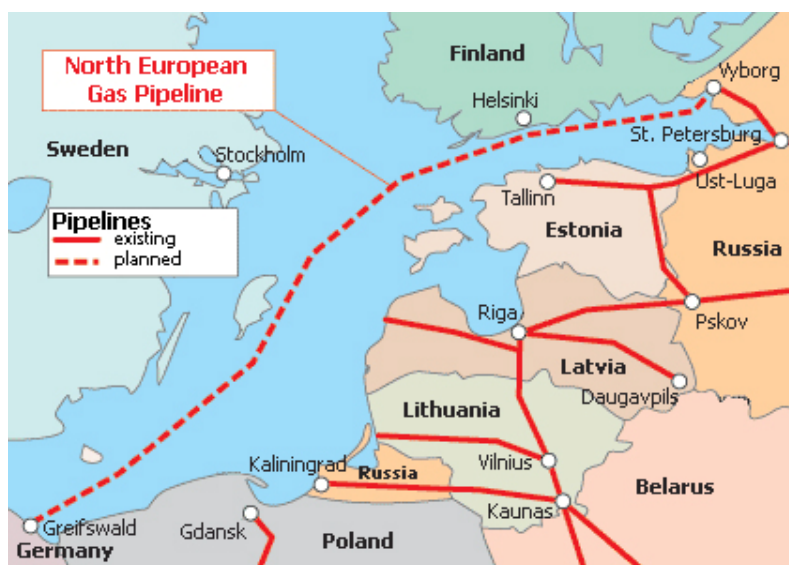 North European
Gas Pipeline
Finland
Vyborg
Helsinki
St. Petersburg
Sweden
Stockholm
Ust-Luga
Tallinn
Pipelines
existing
planned
Estonia
Russia
Riga
Pskov
Latvia
Daugavpils
Lithuania
Kaliningrad
Russia
Vilnius
Belarus
Kaunas
Greifswald
Gdansk
Poland
Germany